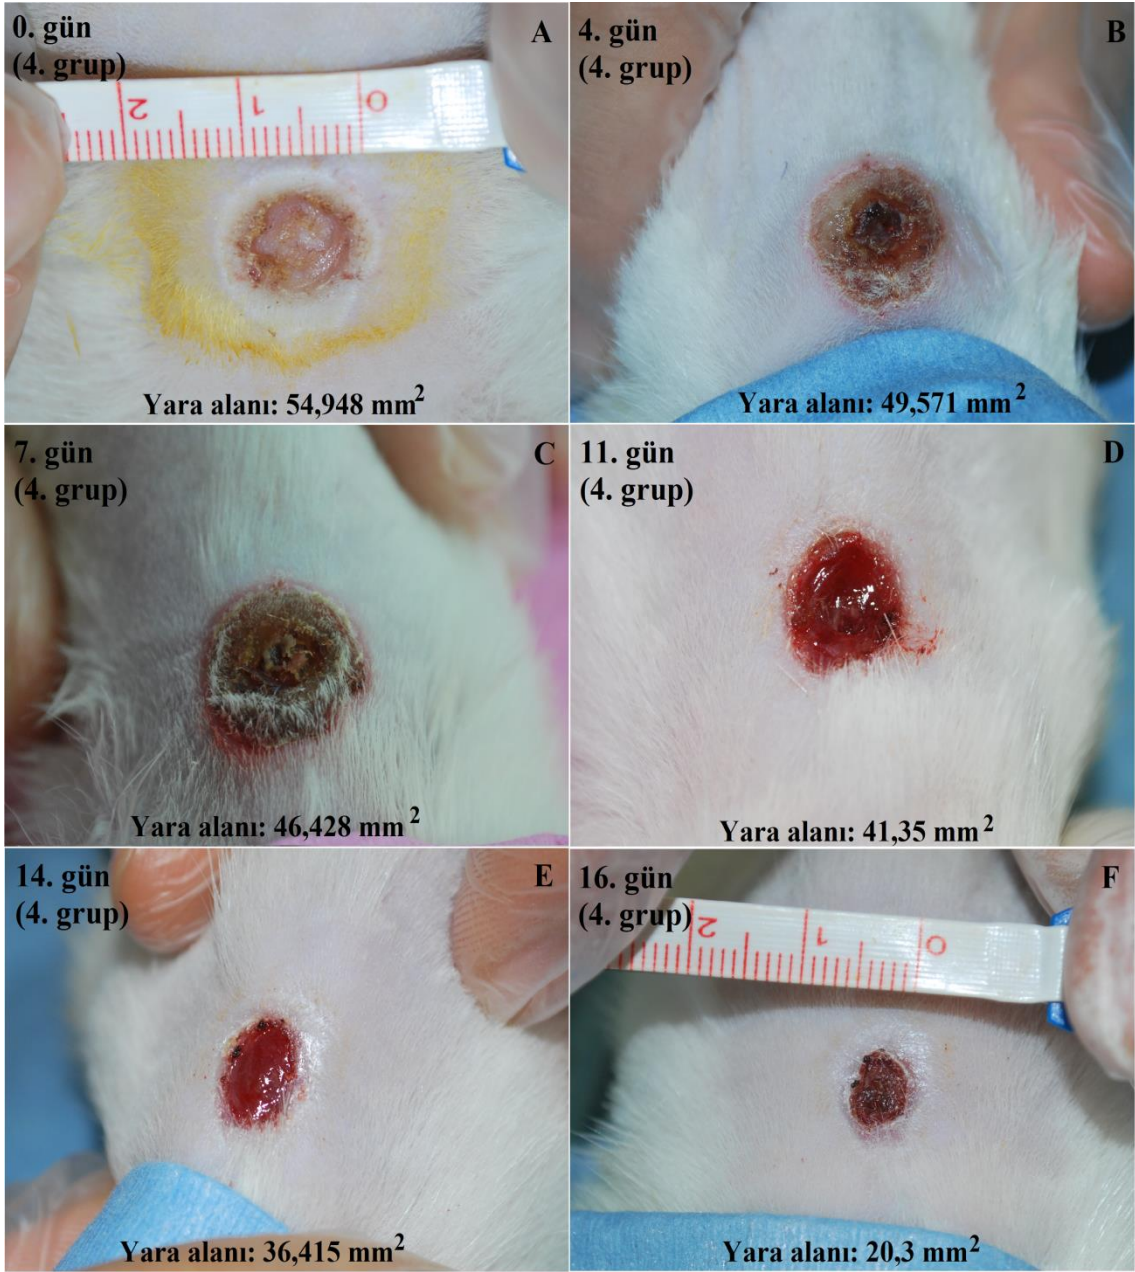 0. gün
(4. grup)
A
2 1 0
Yara alanı: 54,948 mm²
4. gün
(4. grup)
B
Yara alanı: 49,571 mm²
7. gün
(4. grup)
C
Yara alanı: 46,428 mm²
11. gün
(4. grup)
D
Yara alanı: 41,35 mm²
14. gün
(4. grup)
E
Yara alanı: 36,415 mm²
16. gün
(4. grup)
F
2 1 0
Yara alanı: 20,3 mm²